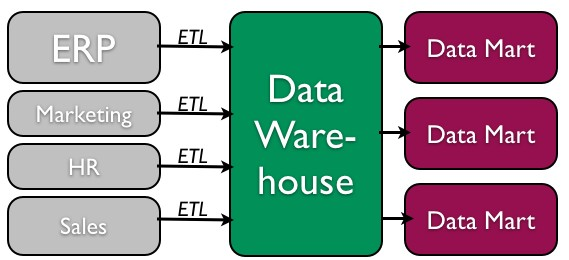 ERP
ETL
Marketing
ETL
HR
ETL
Sales
ETL
Data
Ware-
house
Data Mart
Data Mart
Data Mart